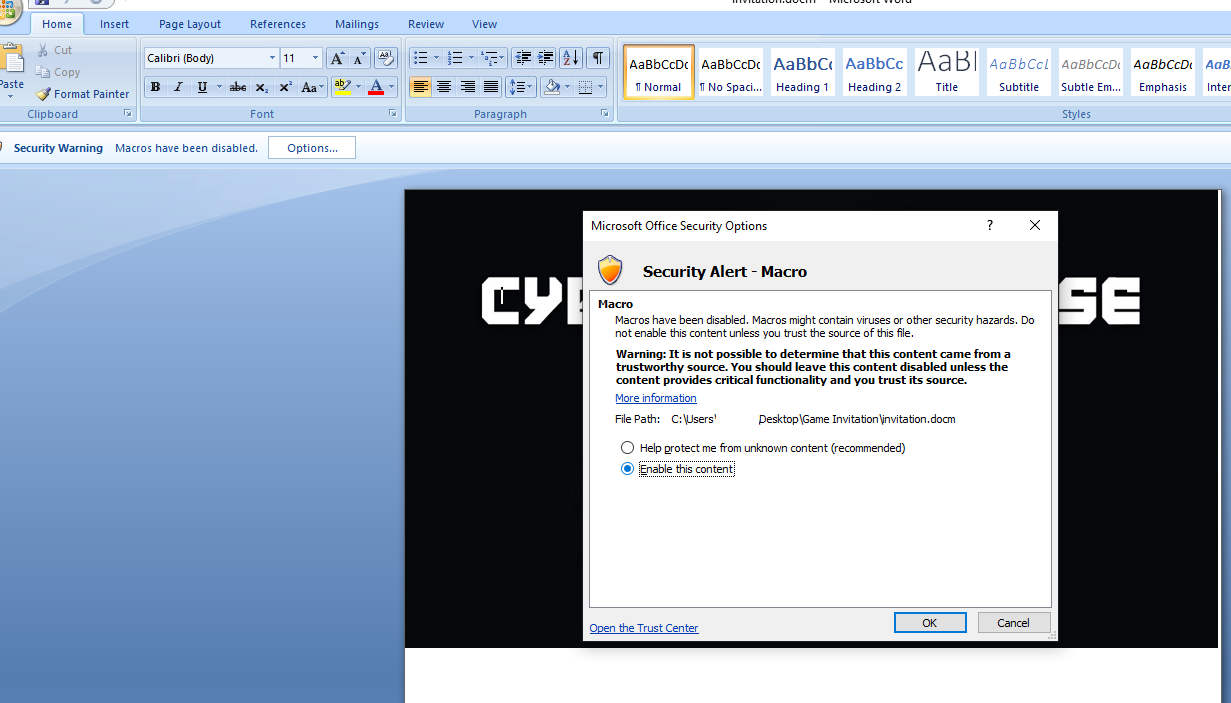 invitation.docm - Microsoft Word
Home Insert Page Layout References Mailings Review View
Paste
Cut
Copy
Format Painter
Clipboard
Calibri (Body) 11
B I U abc X₂ X² Aa
Font
Paragraph
AaBbCcDc AaBbCcDc AaBbCc AaBbCc AaBl AaBbCcL AaBbCcDc AaBbCcDc
¶ Normal ¶ No Spaci... Heading 1 Heading 2 Title Subtitle Subtle Em... Emphasis
Styles
Security Warning Macros have been disabled. Options...
Microsoft Office Security Options
Security Alert - Macro
Macro
Macros have been disabled. Macros might contain viruses or other security hazards. Do
not enable this content unless you trust the source of this file.
Warning: It is not possible to determine that this content came from a
trustworthy source. You should leave this content disabled unless the
content provides critical functionality and you trust its source.
More information
File Path: C:\Users' Desktop\Game Invitation\invitation.docm
Help protect me from unknown content (recommended)
Enable this content
Open the Trust Center
OK
Cancel